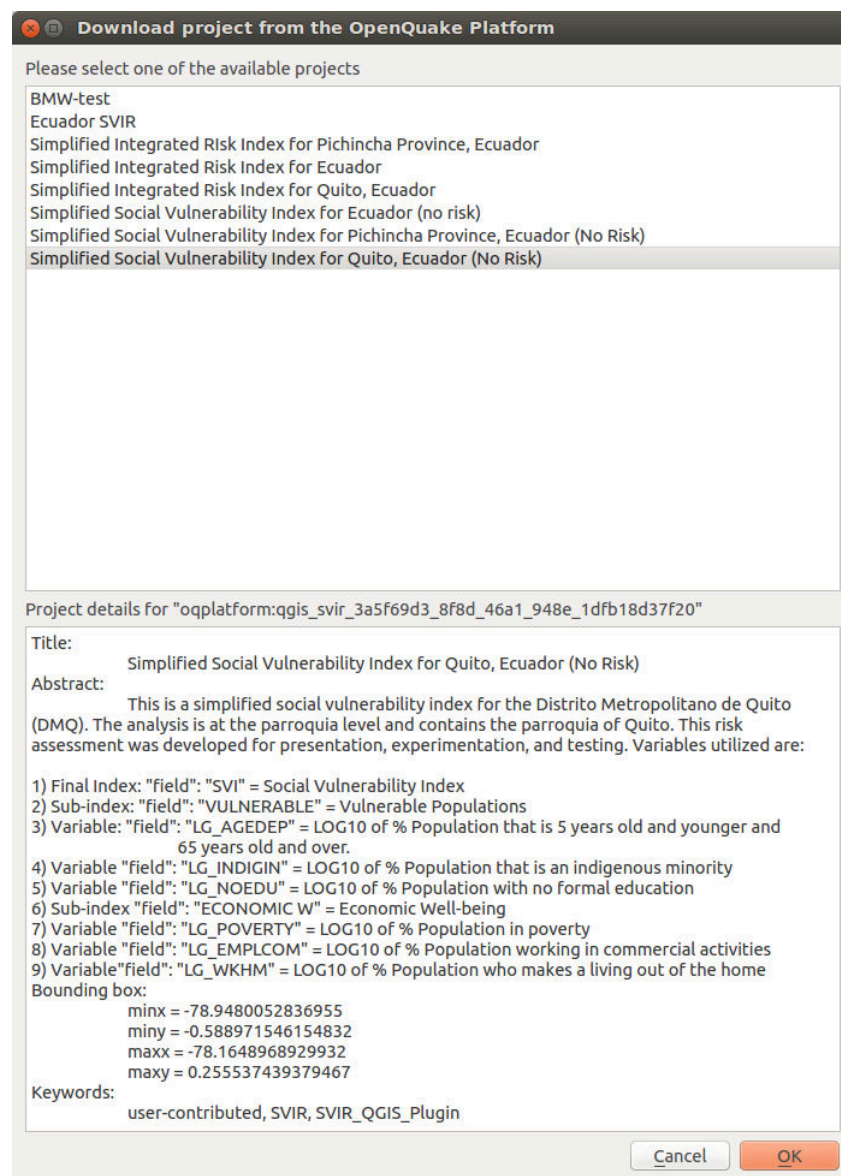 Download project from the OpenQuake Platform
Please select one of the available projects
BMW-test
Ecuador SVIR
Simplified Integrated RIsk Index for Pichincha Province, Ecuador
Simplified Integrated Risk Index for Ecuador
Simplified Integrated Risk Index for Quito, Ecuador
Simplified Social Vulnerability Index for Ecuador (no risk)
Simplified Social Vulnerability Index for Pichincha Province, Ecuador (No Risk)
Simplified Social Vulnerability Index for Quito, Ecuador (No Risk)
Project details for "oqplatform:qgis_svir_3a5f69d3_8f8d_46a1_948e_1dfb18d37f20"
Title:
Simplified Social Vulnerability Index for Quito, Ecuador (No Risk)
Abstract:
This is a simplified social vulnerability index for the Distrito Metropolitano de Quito
(DMQ). The analysis is at the parroquia level and contains the parroquia of Quito. This risk
assessment was developed for presentation, experimentation, and testing. Variables utilized are:
1) Final Index: "field": "SVI" = Social Vulnerability Index
2) Sub-index: "field": "VULNERABLE" = Vulnerable Populations
3) Variable: "field": "LG_AGEDEP" = LOG10 of % Population that is 5 years old and younger and
65 years old and over.
4) Variable "field": "LG_INDIGIN" = LOG10 of % Population that is an indigenous minority
5) Variable "field": "LG_NOEDU" = LOG10 of % Population with no formal education
6) Sub-index "field": "ECONOMIC W" = Economic Well-being
7) Variable "field": "LG_POVERTY" = LOG10 of % Population in poverty
8) Variable "field": "LG_EMPLCOM" = LOG10 of % Population working in commercial activities
9) Variable"field": "LG_WKHM" = LOG10 of % Population who makes a living out of the home
Bounding box:
minx = -78.9480052836955
miny = -0.588971546154832
maxx = -78.1648968929932
maxy = 0.255537439379467
Keywords:
user-contributed, SVIR, SVIR_QGIS_Plugin
Cancel
OK